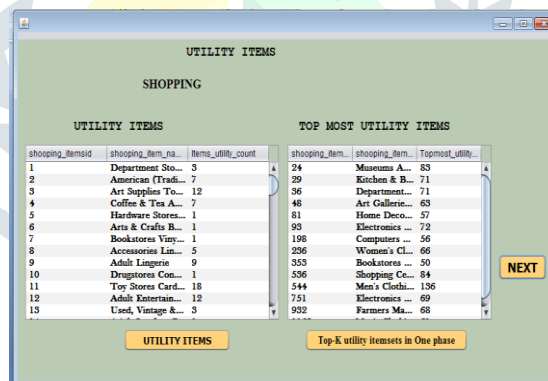 UTILITY ITEMS
SHOPPING
UTILITY ITEMS
shooping_itemsid shooping_item_na... Items_utility_count
1 Department Sto... 3
2 American (Tradi... 7
3 Art Supplies To... 12
4 Coffee & Tea A... 7
5 Hardware Stores... 1
6 Arts & Crafts B... 1
7 Bookstores Viny... 1
8 Accessories Lin... 5
9 Adult Lingerie 9
10 Drugstores Con... 1
11 Toy Stores Card... 18
12 Adult Entertain... 12
13 Used, Vintage &... 3
UTILITY ITEMS
TOP MOST UTILITY ITEMS
shooping_item... shooping_item... Topmost_utility...
24 Museums A... 83
29 Kitchen & B... 71
36 Department... 71
48 Art Gallerie... 63
81 Home Deco... 57
93 Electronics ... 72
198 Computers ... 56
236 Women's Cl... 66
353 Bookstores ... 50
536 Shopping Ce... 84
544 Men's Clothi... 136
751 Electronics ... 69
932 Farmers Ma... 68
Top-K utility itemsets in One phase
NEXT